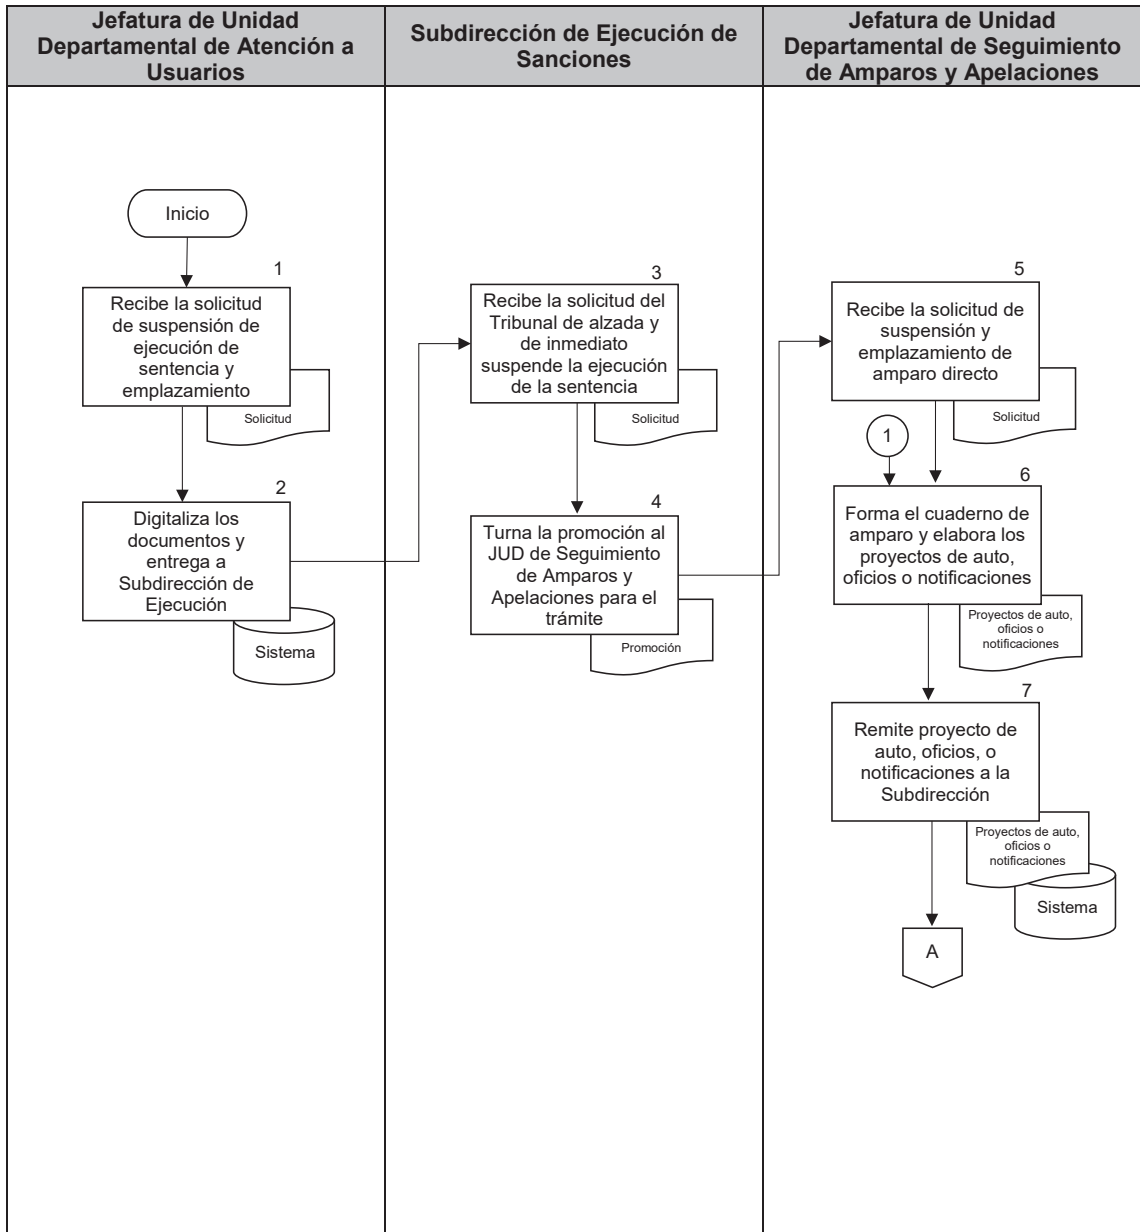 Jefatura de Unidad
Departamental de Atención a
Usuarios
Subdirección de Ejecución de
Sanciones
Jefatura de Unidad
Departamental de Seguimiento
de Amparos y Apelaciones
Inicio
1
Recibe la solicitud
de suspensión de
ejecución de
sentencia y
emplazamiento
Solicitud
2
Digitaliza los
documentos y
entrega a
Subdirección de
Ejecución
Sistema
3
Recibe la solicitud del
Tribunal de alzada y
de inmediato
suspende la ejecución
de la sentencia
Solicitud
4
Turna la promoción al
JUD de Seguimiento
de Amparos y
Apelaciones para el
trámite
Promoción
5
Recibe la solicitud de
suspensión y
emplazamiento de
amparo directo
Solicitud
1
6
Forma el cuaderno de
amparo y elabora los
proyectos de auto,
oficios o notificaciones
Proyectos de auto,
oficios o
notificaciones
7
Remite proyecto de
auto, oficios, o
notificaciones a la
Subdirección
Proyectos de auto,
oficios o
notificaciones
Sistema
A